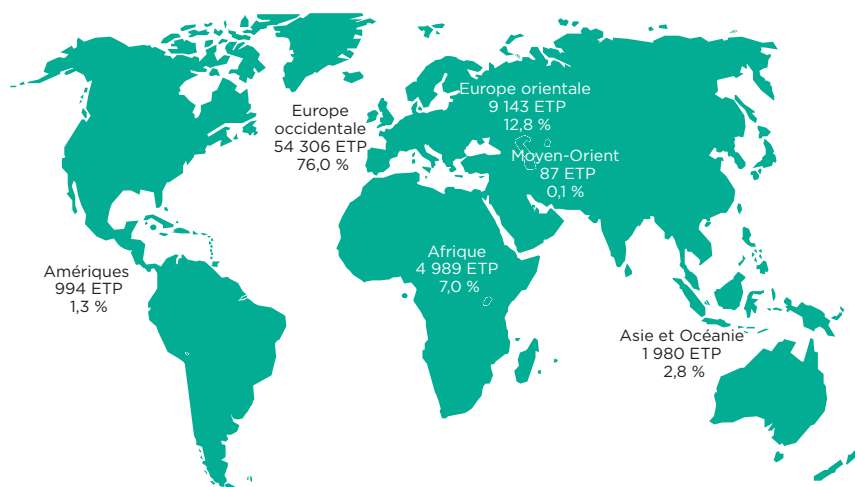 Europe
occidentale
54 306 ETP
76,0 %
Europe orientale
9 143 ETP
12,8 %
Moyen-Orient
87 ETP
0,1 %
Afrique
4 989 ETP
7,0 %
Amériques
994 ETP
1,3 %
Asie et Océanie
1 980 ETP
2,8 %